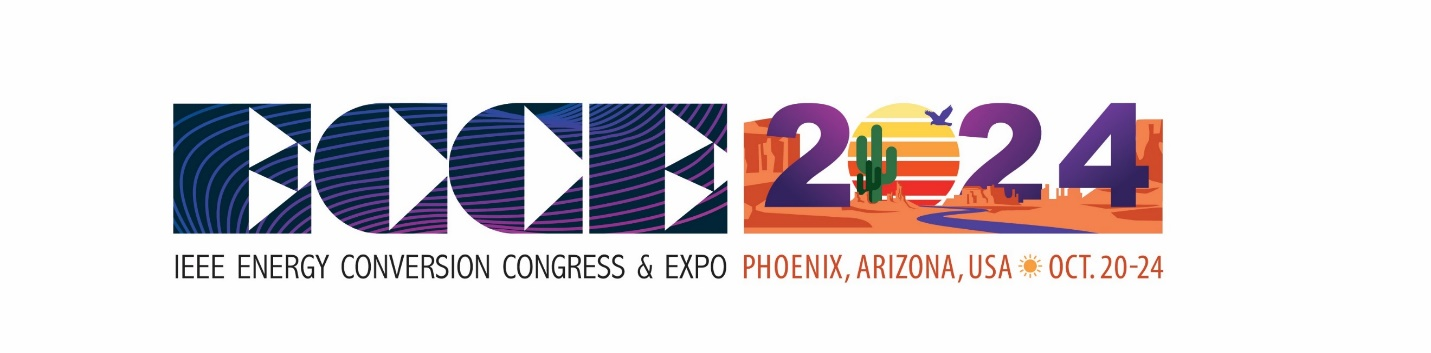 ECCE 2024
IEEE ENERGY CONVERSION CONGRESS & EXPO PHOENIX, ARIZONA, USA OCT. 20-24